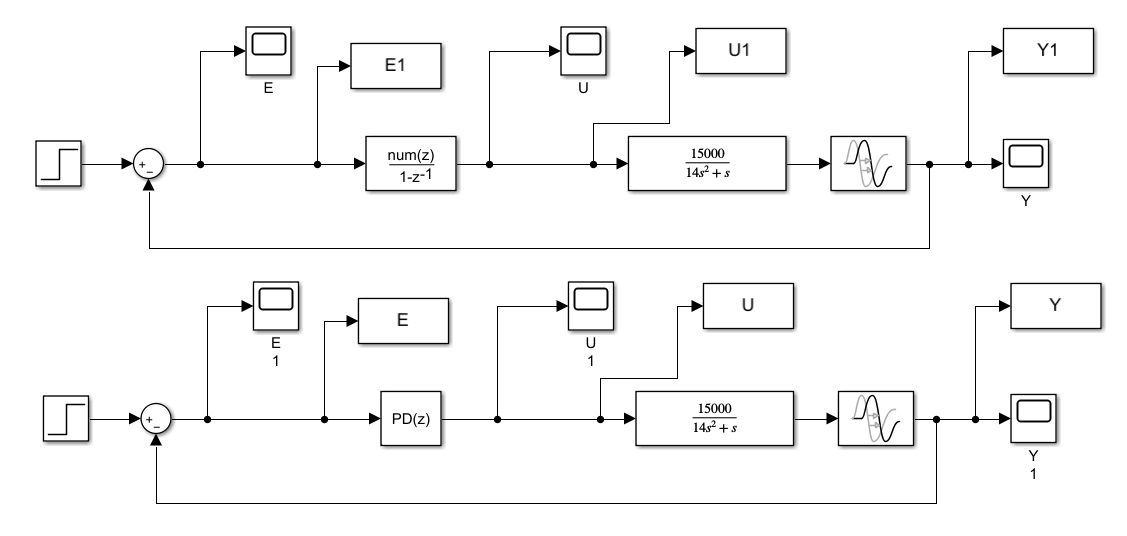 E
E1
U
U1
Y1
+
−
num(z)
1-z-1
15000
14s² + s
Y
E
1
E
U
1
U
Y
+
−
PD(z)
15000
14s² + s
Y
1